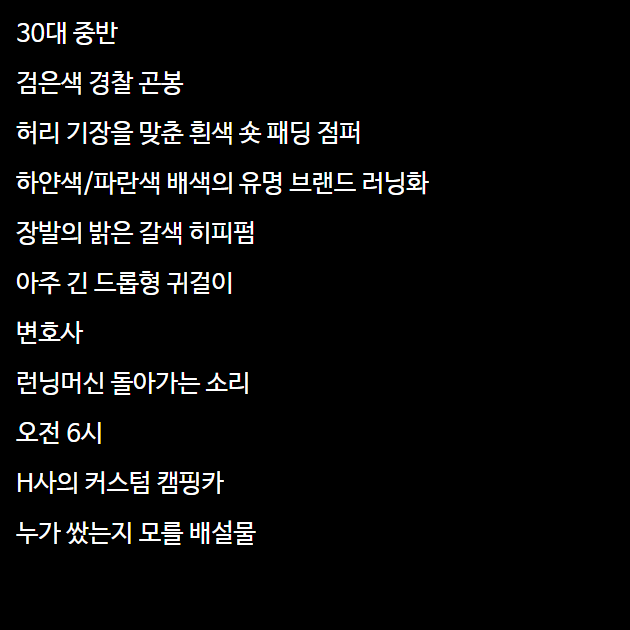 30대 중반
검은색 경찰 곤봉
허리 기장을 맞춘 흰색 숏 패딩 점퍼
하얀색/파란색 배색의 유명 브랜드 러닝화
장발의 밝은 갈색 히피펌
아주 긴 드롭형 귀걸이
변호사
런닝머신 돌아가는 소리
오전 6시
H사의 커스텀 캠핑카
누가 쌌는지 모를 배설물